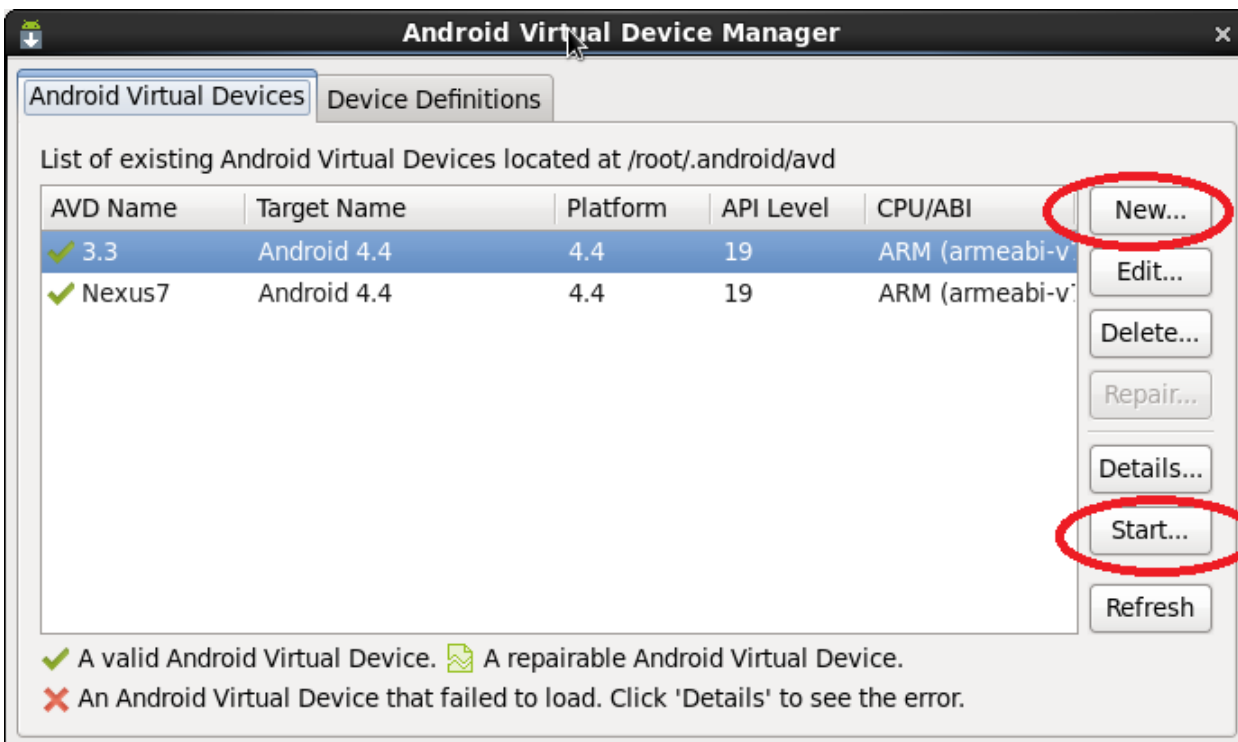 Android Virtual Device Manager
Android Virtual Devices Device Definitions
List of existing Android Virtual Devices located at /root/.android/avd
AVD Name Target Name Platform API Level CPU/ABI
3.3 Android 4.4 4.4 19 ARM (armeabi-v
Nexus7 Android 4.4 4.4 19 ARM (armeabi-v
New...
Edit...
Delete...
Repair...
Details...
Start...
Refresh
A valid Android Virtual Device. A repairable Android Virtual Device.
An Android Virtual Device that failed to load. Click 'Details' to see the error.